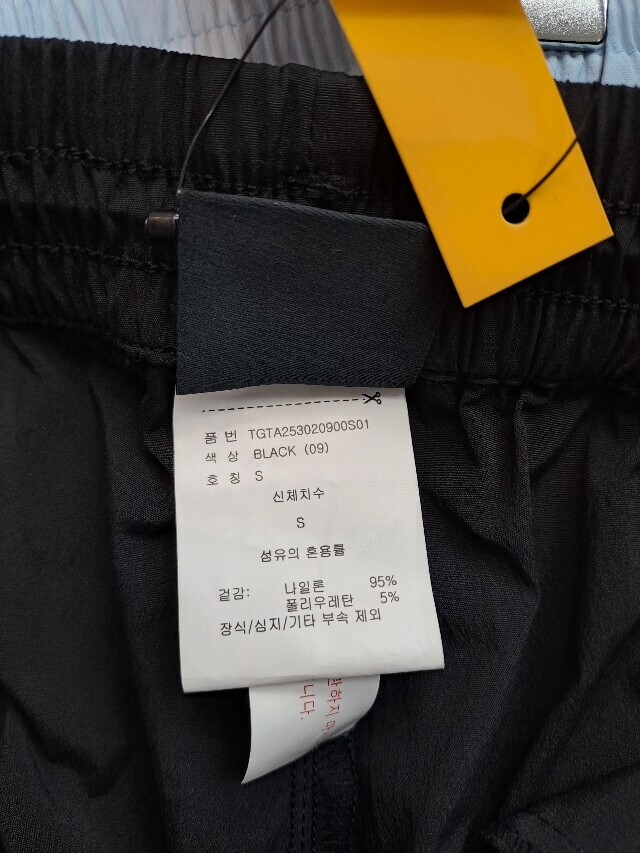 품 번 TGTA253020900S01
색 상 BLACK (09)
호 칭 S
신체치수
S
섬유의 혼용률
겉감: 나일론 95%
폴리우레탄 5%
장식/심지/기타 부속 제외
니다.